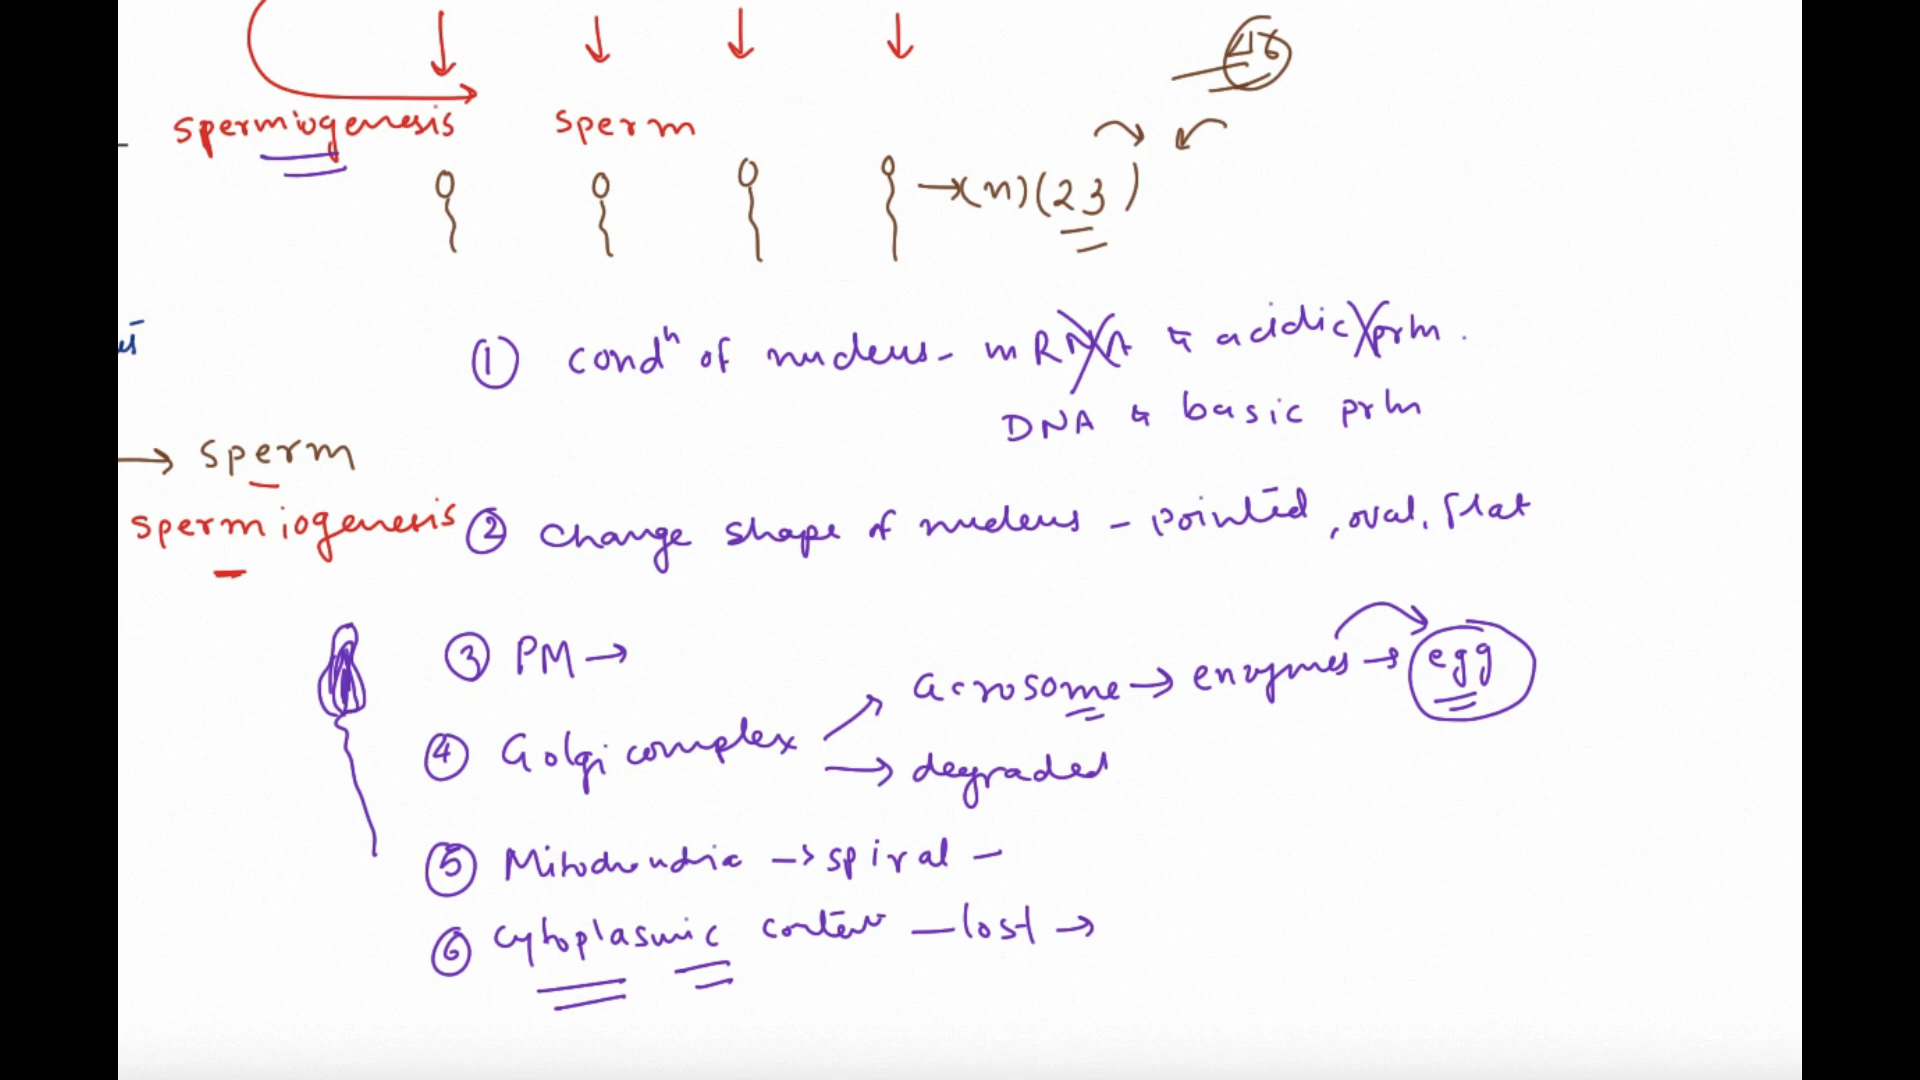 46
spermiogenesis sperm
→ (n) (23)
① condⁿ of nucleus - mRNA & acidic prtn.
DNA & basic prtn
→ sperm
spermiogenesis
② change shape of nucleus - pointed, oval, flat
③ PM →
④ Golgi complex → acrosome → enzymes → egg
→ degraded
⑤ Mitochondria → spiral -
⑥ cytoplasmic content - lost →